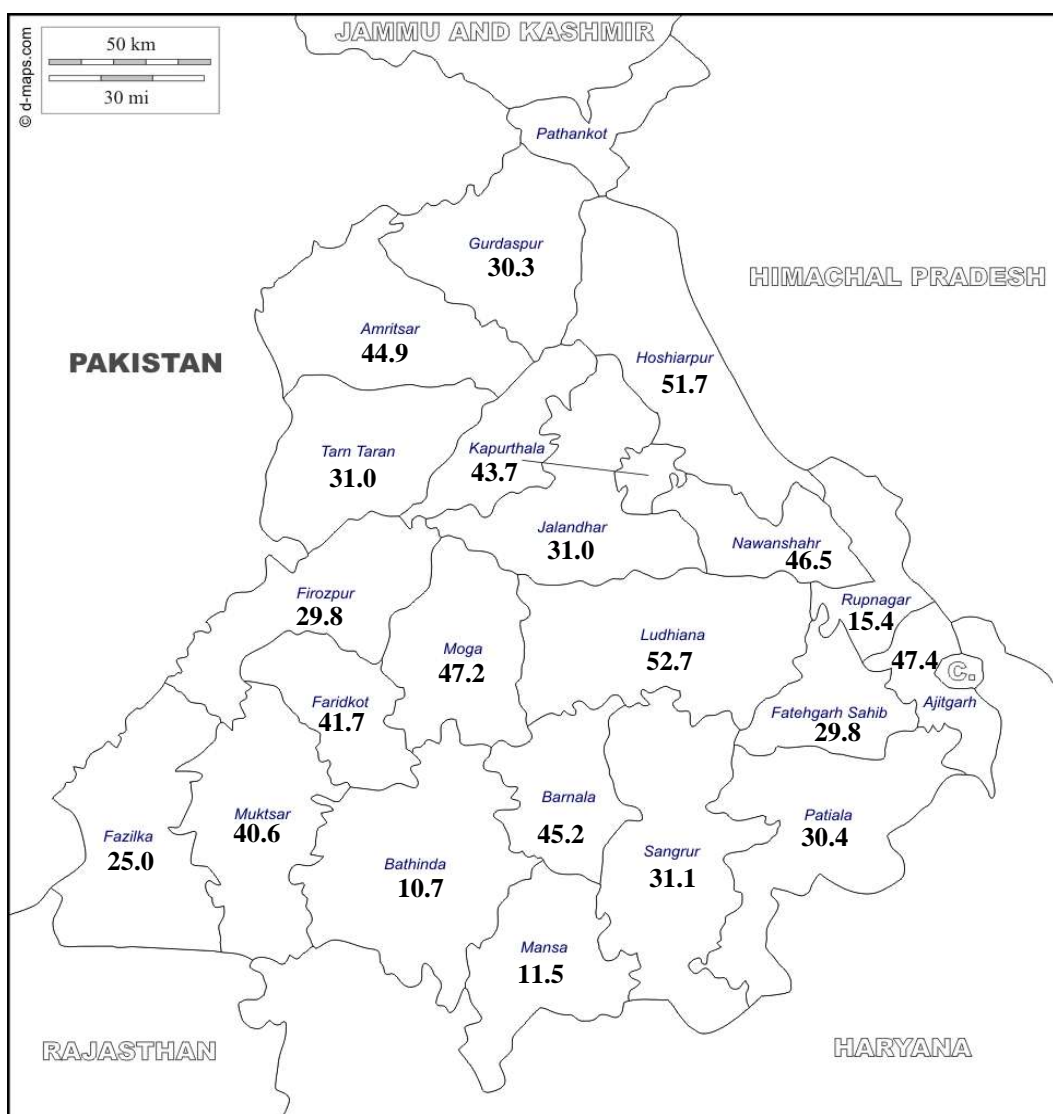 JAMMU AND KASHMIR
50 km
30 mi
© d-maps.com
Pathankot
Gurdaspur
30.3
HIMACHAL PRADESH
Amritsar
44.9
PAKISTAN
Hoshiarpur
51.7
Tarn Taran
31.0
Kapurthala
43.7
Jalandhar
31.0
Nawanshahr
46.5
Firozpur
29.8
Rupnagar
15.4
Moga
47.2
Ludhiana
52.7
47.4
C.
Ajitgarh
Faridkot
41.7
Fatehgarh Sahib
29.8
Fazilka
25.0
Muktsar
40.6
Barnala
45.2
Patiala
30.4
Bathinda
10.7
Sangrur
31.1
Mansa
11.5
RAJASTHAN
HARYANA